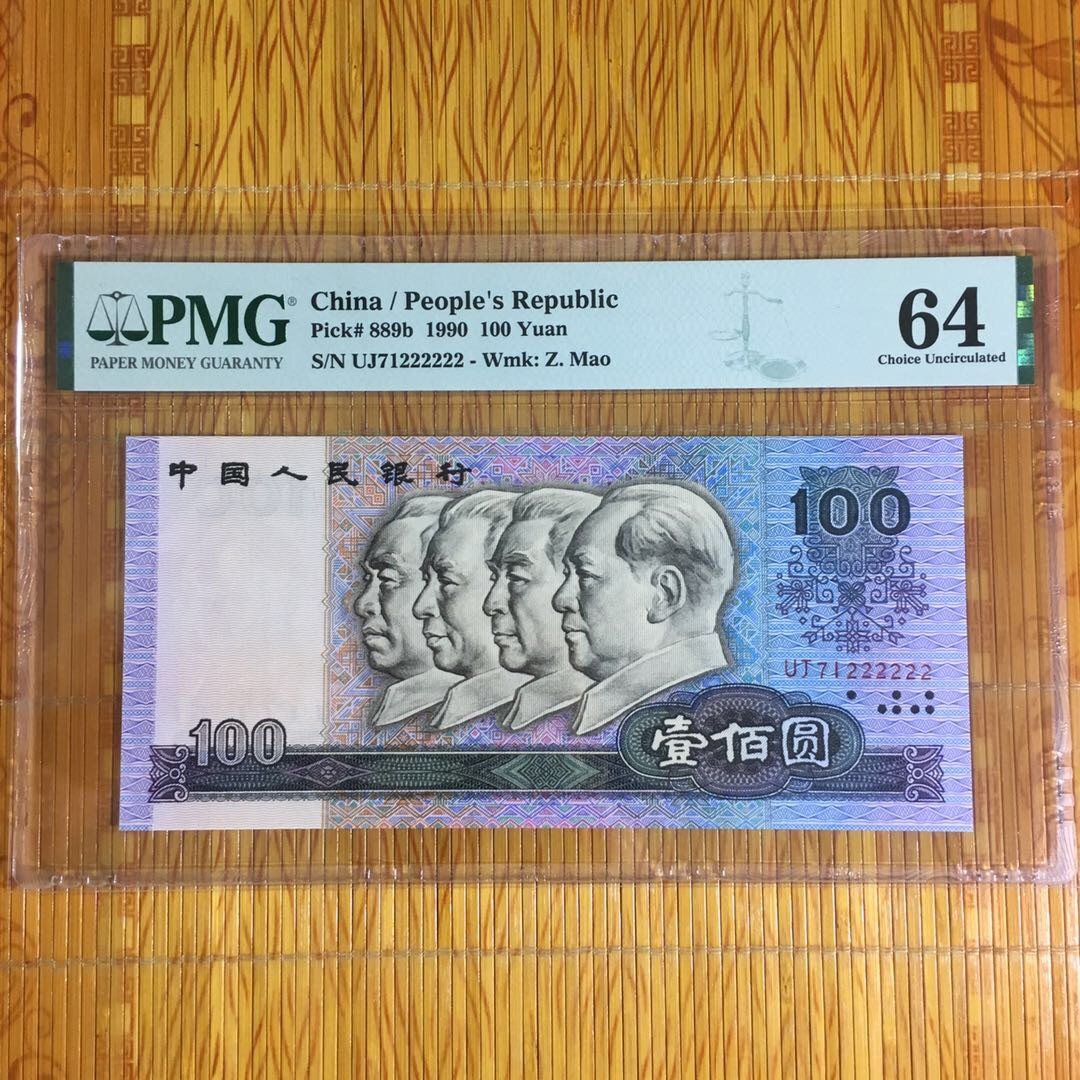 PMG®
PAPER MONEY GUARANTY
China / People's Republic
Pick# 889b 1990 100 Yuan
S/N UJ71222222 - Wmk: Z. Mao
64
Choice Uncirculated
中国人民银行
100
UJ71222222
100
壹佰圆